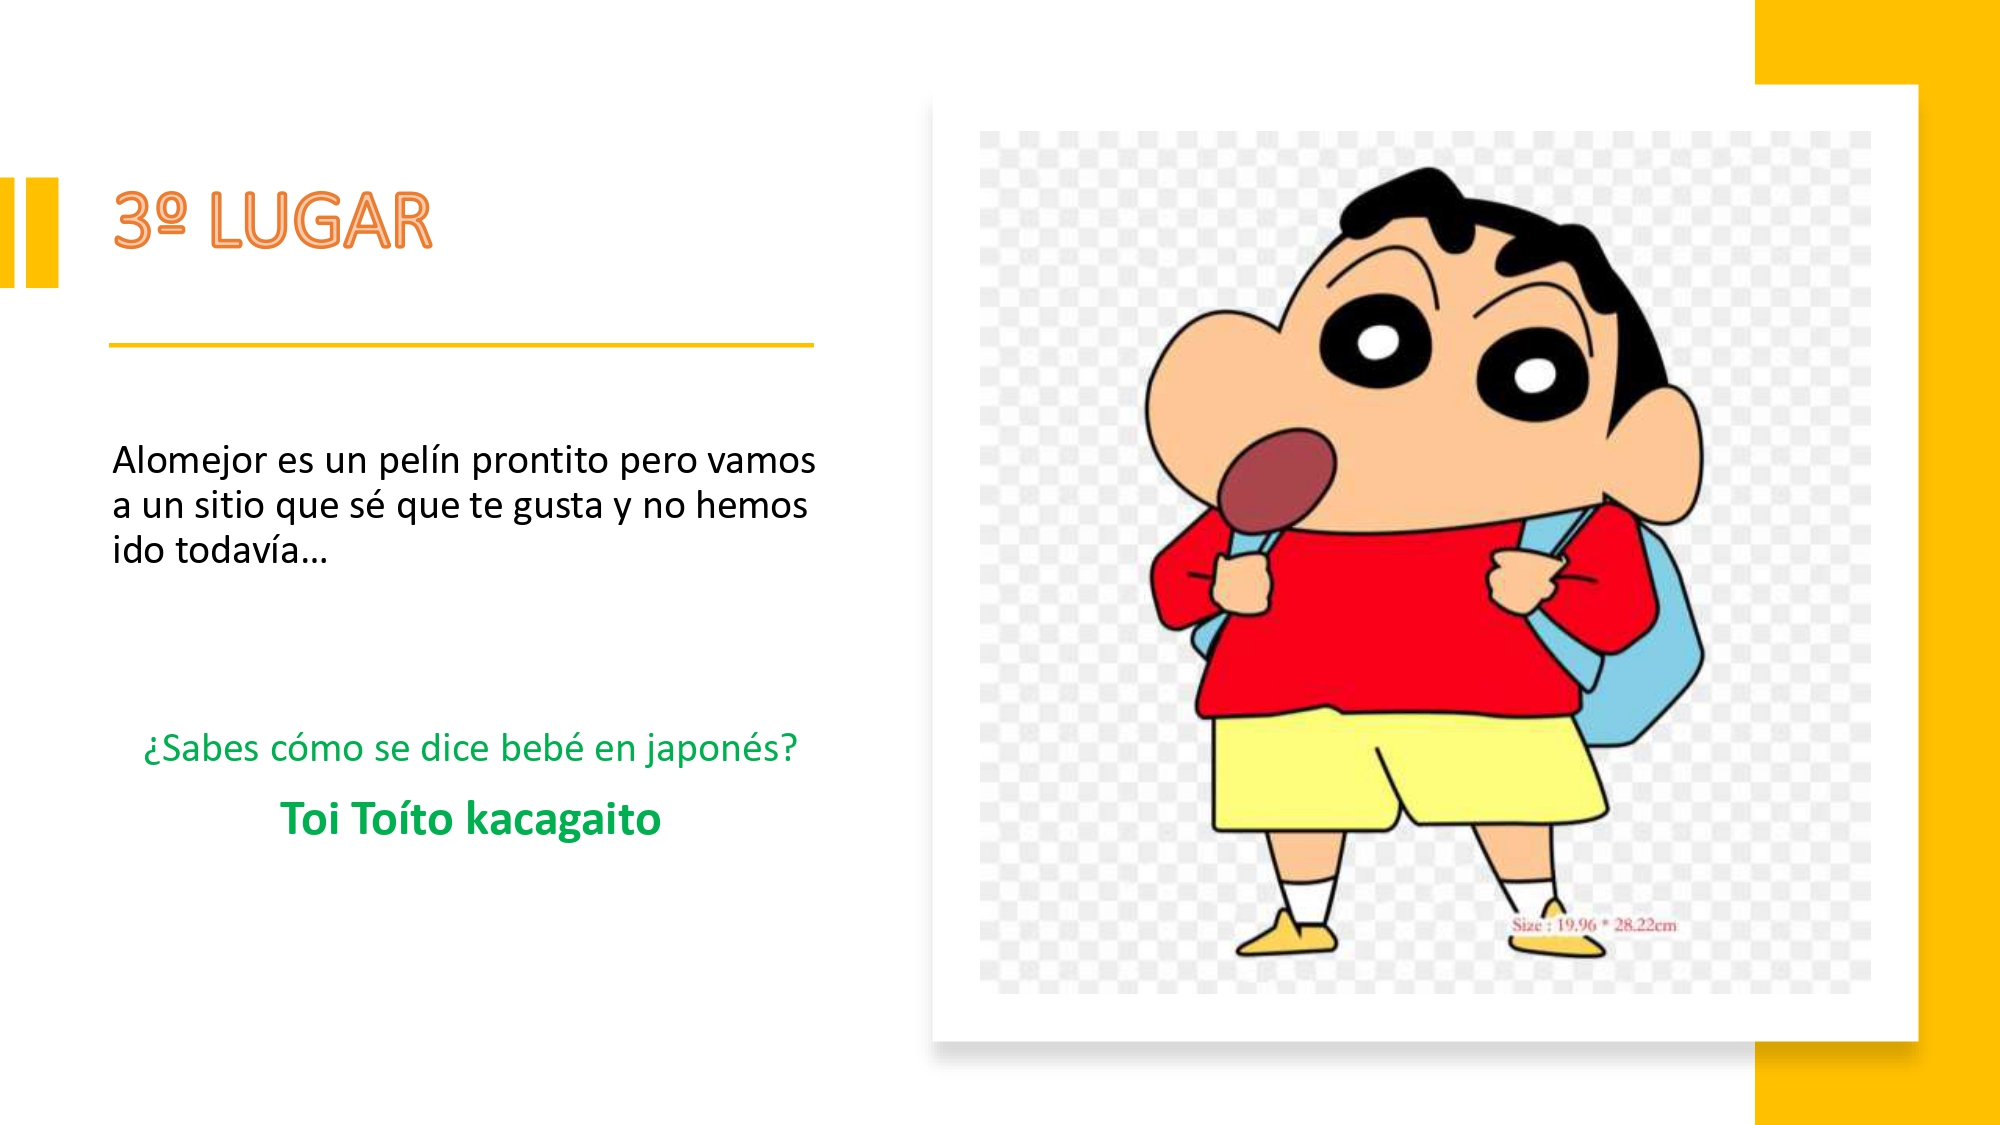 3º LUGAR
Alomejor es un pelín prontito pero vamos
a un sitio que sé que te gusta y no hemos
ido todavía...
¿Sabes cómo se dice bebé en japonés?
Toi Toíto kacagaito
Size : 19.96 * 28.22cm